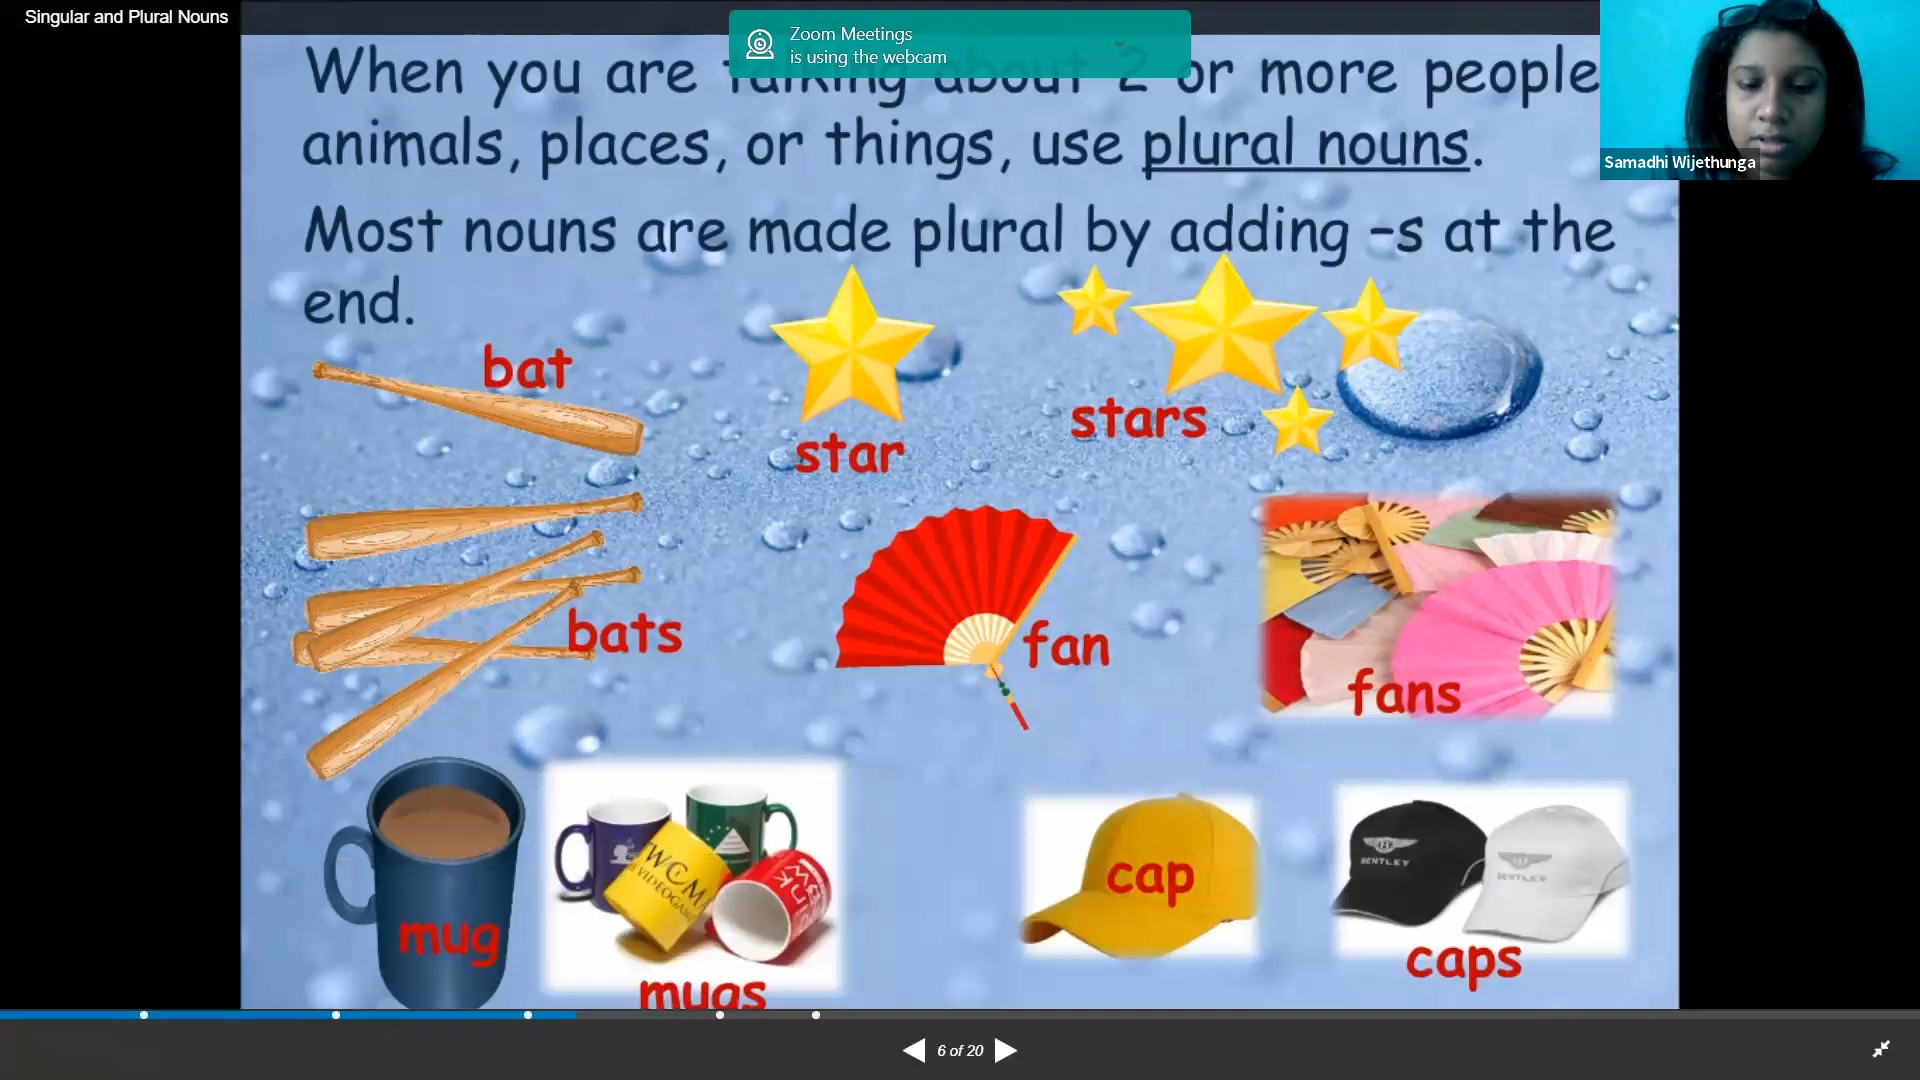 Singular and Plural Nouns
Zoom Meetings
is using the webcam
When you are talking about 2 or more people
animals, places, or things, use plural nouns.
Samadhi Wijethunga
Most nouns are made plural by adding –s at the
end.
bat
star
stars
bats
fan
fans
mug
mugs
cap
BENTLEY
BENTLEY
caps
6 of 20